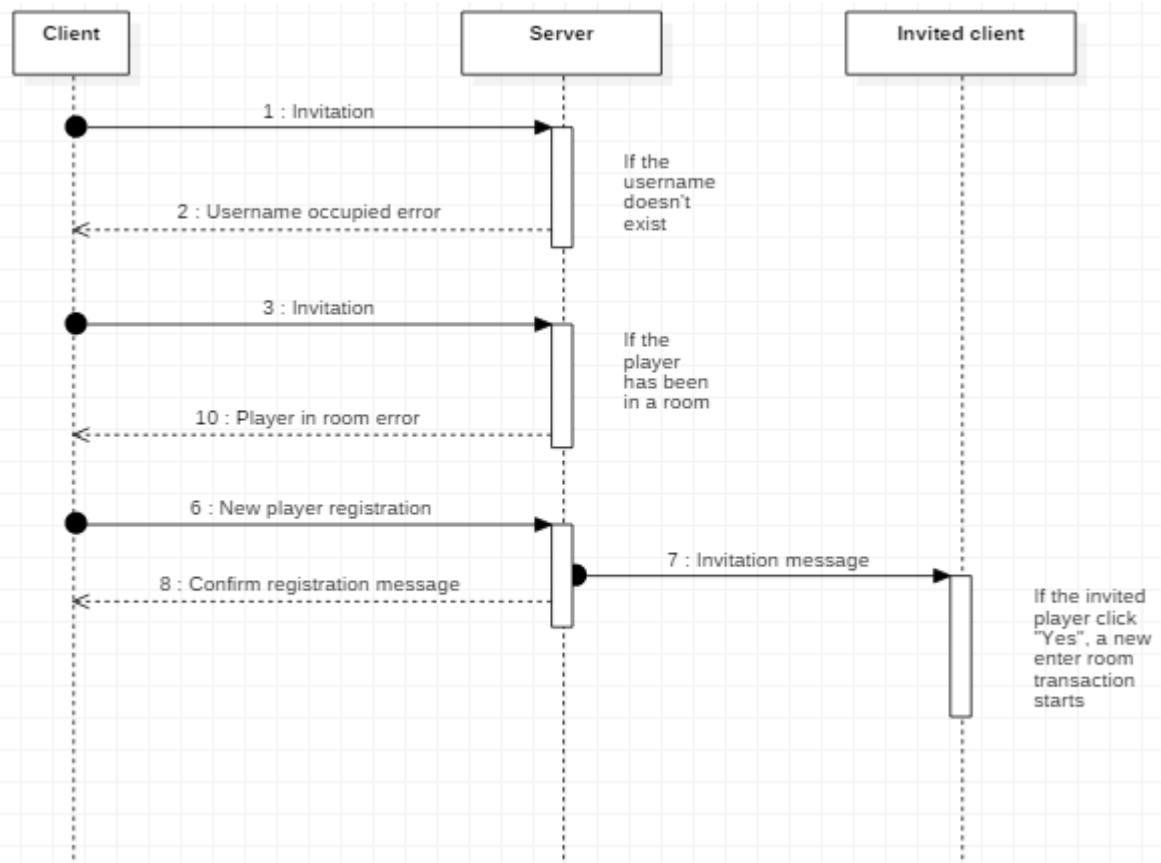 Client
Server
Invited client
1 : Invitation
If the
username
doesn't
exist
2 : Username occupied error
3 : Invitation
If the
player
has been
in a room
10 : Player in room error
6 : New player registration
7 : Invitation message
8 : Confirm registration message
If the invited
player click
"Yes", a new
enter room
transaction
starts